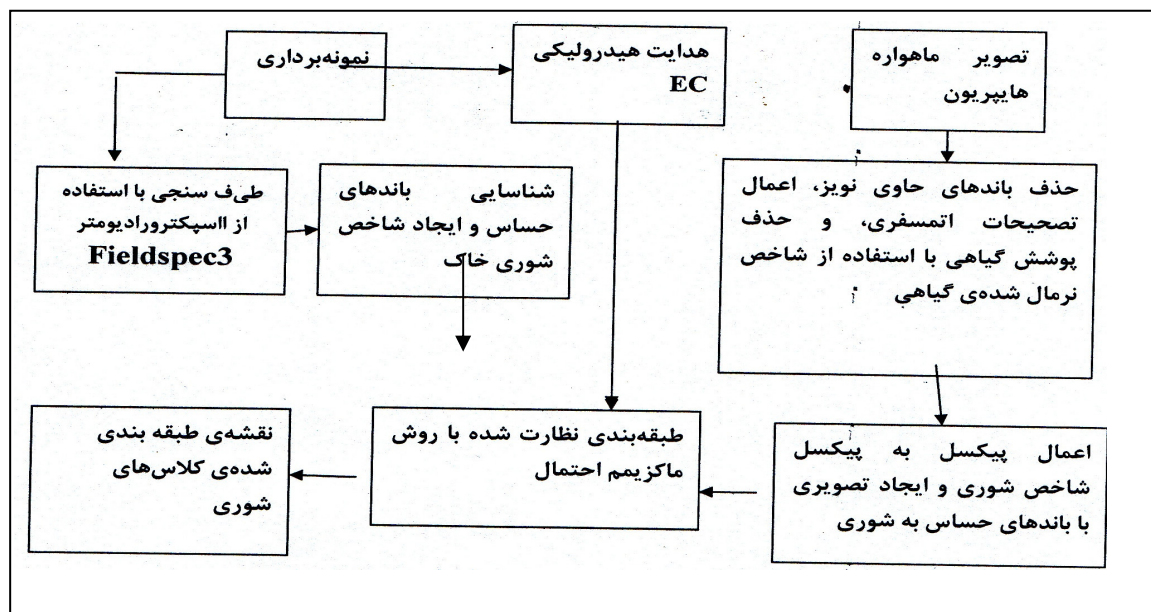 تصویر ماهواره
هایپریون
هدایت هیدرولیکی
EC
نمونه‌برداری
حذف باندهای حاوی نویز، اعمال
تصحیحات اتمسفری، و حذف
پوشش گیاهی با استفاده از شاخص
نرمال شده‌ی گیاهی
شناسایی باندهای
حساس و ایجاد شاخص
شوری خاک
طی‌ف سنجی با استفاده
از ااسپکترورادیومتر
Fieldspec3
اعمال پیکسل به پیکسل
شاخص شوری و ایجاد تصویری
با باندهای حساس به شوری
طبقه‌بندی نظارت شده با روش
ماکزیمم احتمال
نقشه‌ی طبقه بندی
شده‌ی کلاس‌های
شوری